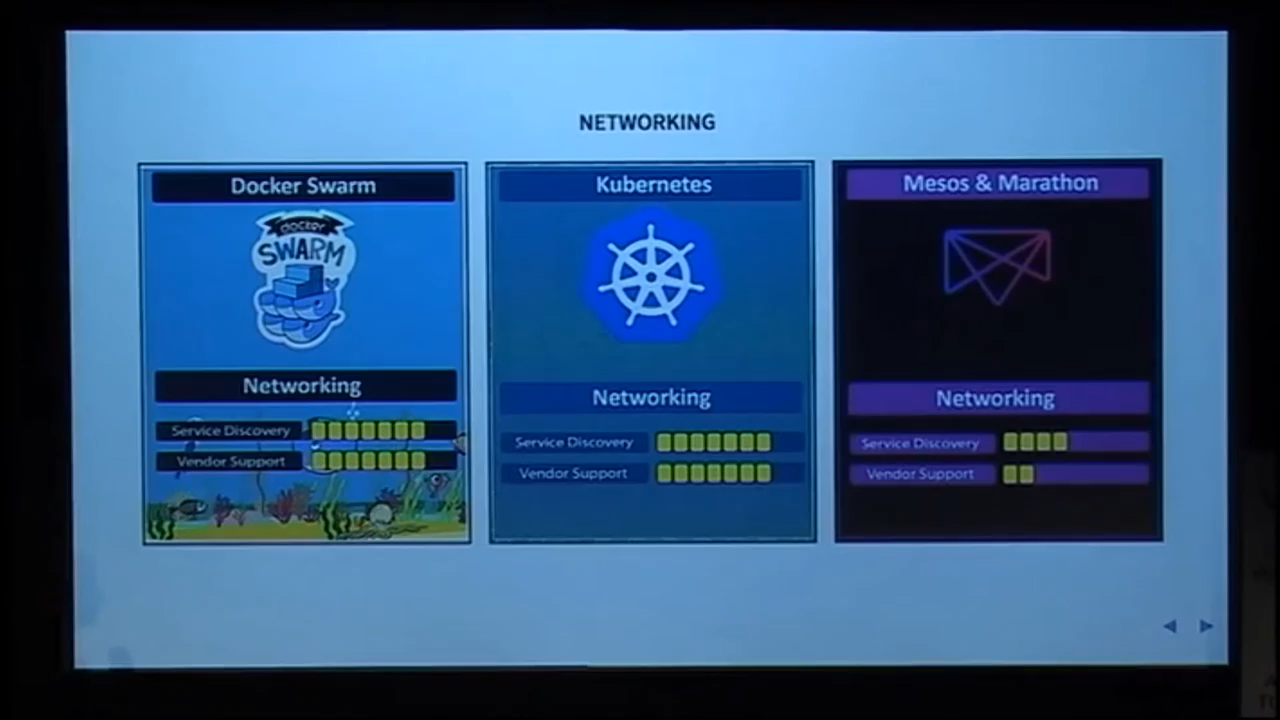 NETWORKING
Docker Swarm
docker
SWARM
Networking
Service Discovery
Vendor Support
Kubernetes
Networking
Service Discovery
Vendor Support
Mesos & Marathon
Networking
Service Discovery
Vendor Support